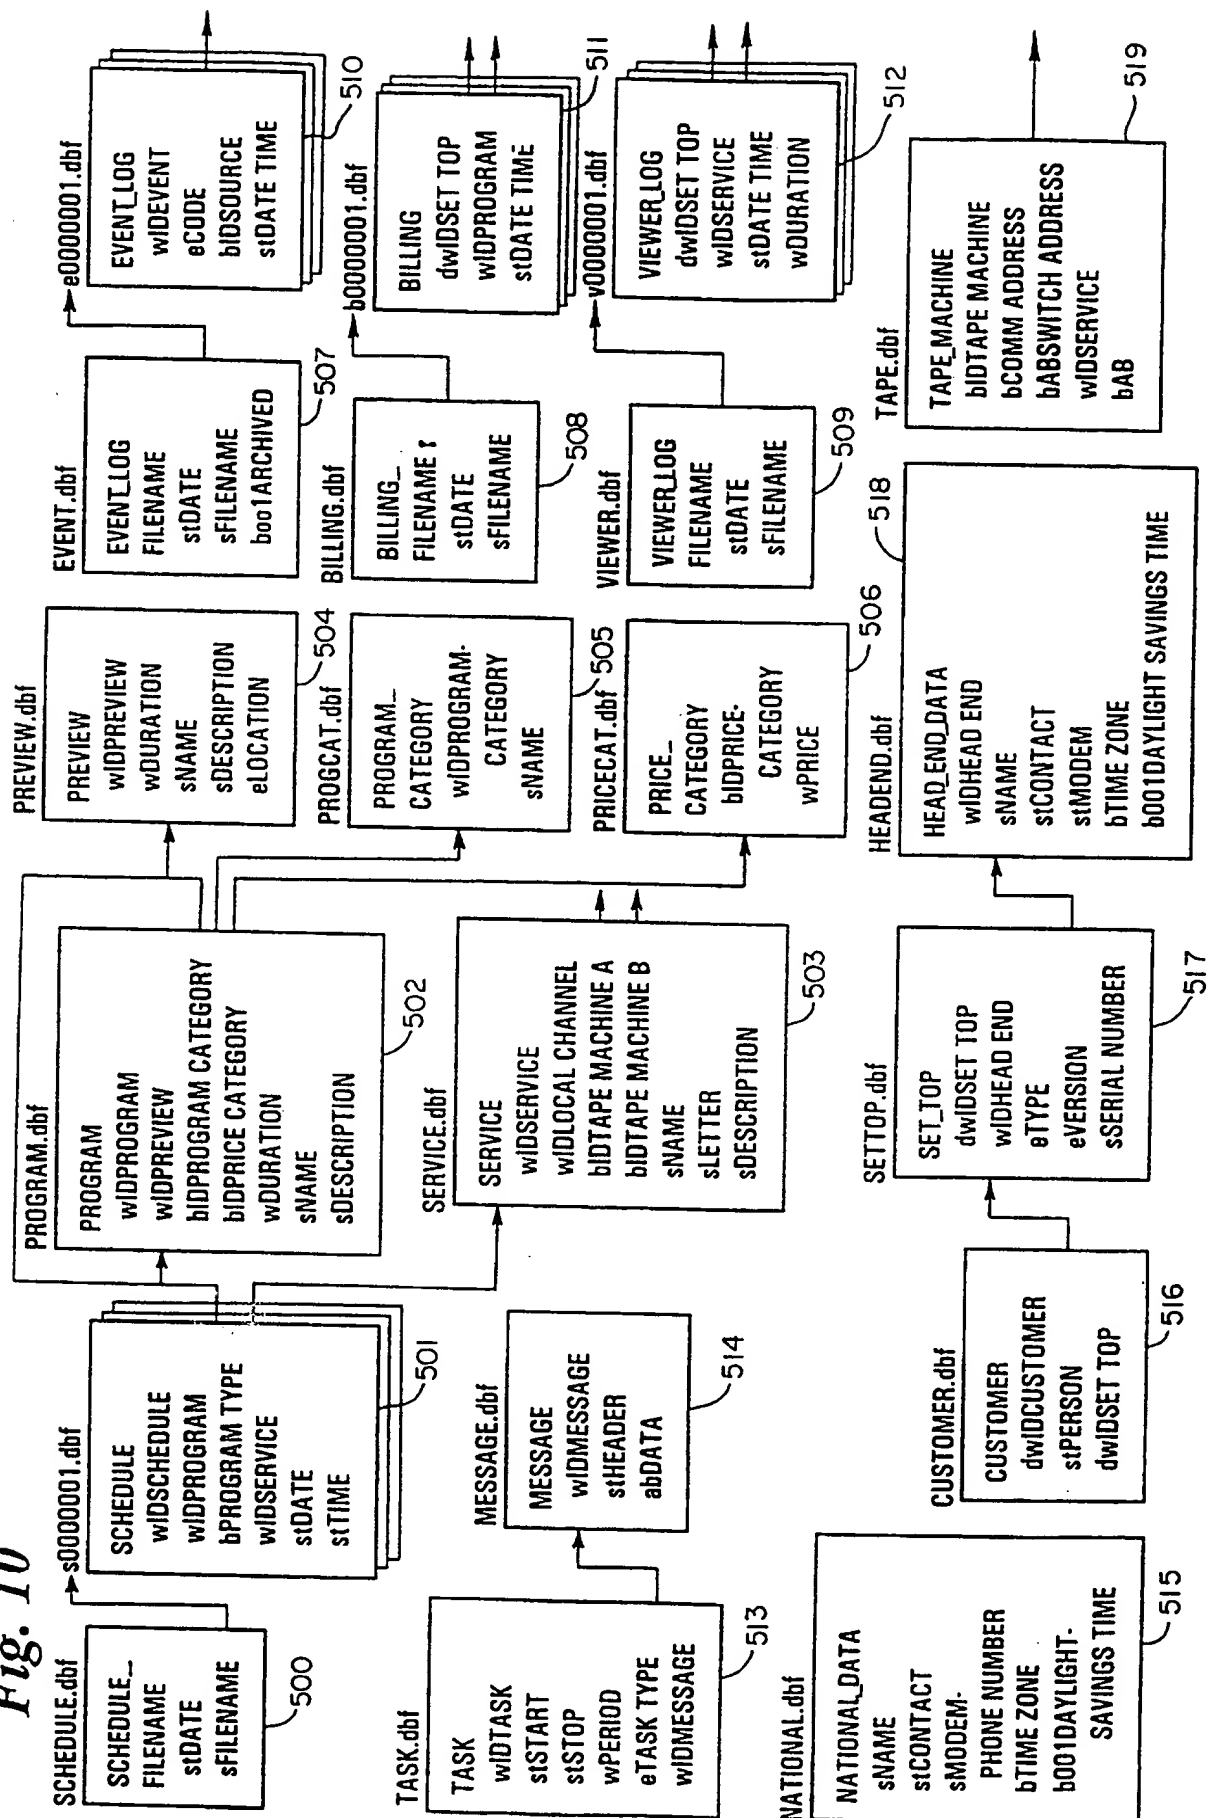 Fig. 10
SCHEDULE.dbf
SCHEDULE_
FILENAME
stDATE
sFILENAME
500
s0000001.dbf
SCHEDULE
wIDSCHEDULE
wIDPROGRAM
bPROGRAM TYPE
wIDSERVICE
stDATE
stTIME
501
PROGRAM.dbf
PROGRAM
wIDPROGRAM
wIDPREVIEW
bIDPROGRAM CATEGORY
bIDPRICE CATEGORY
wDURATION
sNAME
sDESCRIPTION
502
SERVICE.dbf
SERVICE
wIDSERVICE
wIDLOCAL CHANNEL
bIDTAPE MACHINE A
bIDTAPE MACHINE B
sNAME
sLETTER
sDESCRIPTION
503
PREVIEW.dbf
PREVIEW
wIDPREVIEW
wDURATION
sNAME
sDESCRIPTION
eLOCATION
504
PROGCAT.dbf
PROGRAM_
CATEGORY
wIDPROGRAM-
CATEGORY
sNAME
505
PRICECAT.dbf
PRICE_
CATEGORY
bIDPRICE-
CATEGORY
wPRICE
506
EVENT.dbf
EVENT_LOG
FILENAME
stDATE
sFILENAME
boo1ARCHIVED
507
BILLING.dbf
BILLING_
FILENAME
stDATE
sFILENAME
508
VIEWER.dbf
VIEWER_LOG
FILENAME
stDATE
sFILENAME
509
e0000001.dbf
EVENT_LOG
wIDEVENT
eCODE
bIDSOURCE
stDATE TIME
510
b0000001.dbf
BILLING
dwIDSET TOP
wIDPROGRAM
stDATE TIME
511
v0000001.dbf
VIEWER_LOG
dwIDSET TOP
wIDSERVICE
stDATE TIME
wDURATION
512
TASK.dbf
TASK
wIDTASK
stSTART
stSTOP
wPERIOD
eTASK TYPE
wIDMESSAGE
513
MESSAGE.dbf
MESSAGE
wIDMESSAGE
stHEADER
abDATA
514
NATIONAL.dbf
NATIONAL_DATA
sNAME
stCONTACT
sMODEM-
PHONE NUMBER
bTIME ZONE
b001DAYLIGHT-
SAVINGS TIME
515
CUSTOMER.dbf
CUSTOMER
dwIDCUSTOMER
stPERSON
dwIDSET TOP
516
SETTOP.dbf
SET_TOP
dwIDSET TOP
wIDHEAD END
eTYPE
eVERSION
sSERIAL NUMBER
517
HEADEND.dbf
HEAD_END_DATA
wIDHEAD END
sNAME
stCONTACT
stMODEM
bTIME ZONE
b001DAYLIGHT SAVINGS TIME
518
TAPE.dbf
TAPE_MACHINE
bIDTAPE MACHINE
bCOMM ADDRESS
bABSWITCH ADDRESS
wIDSERVICE
bAB
519